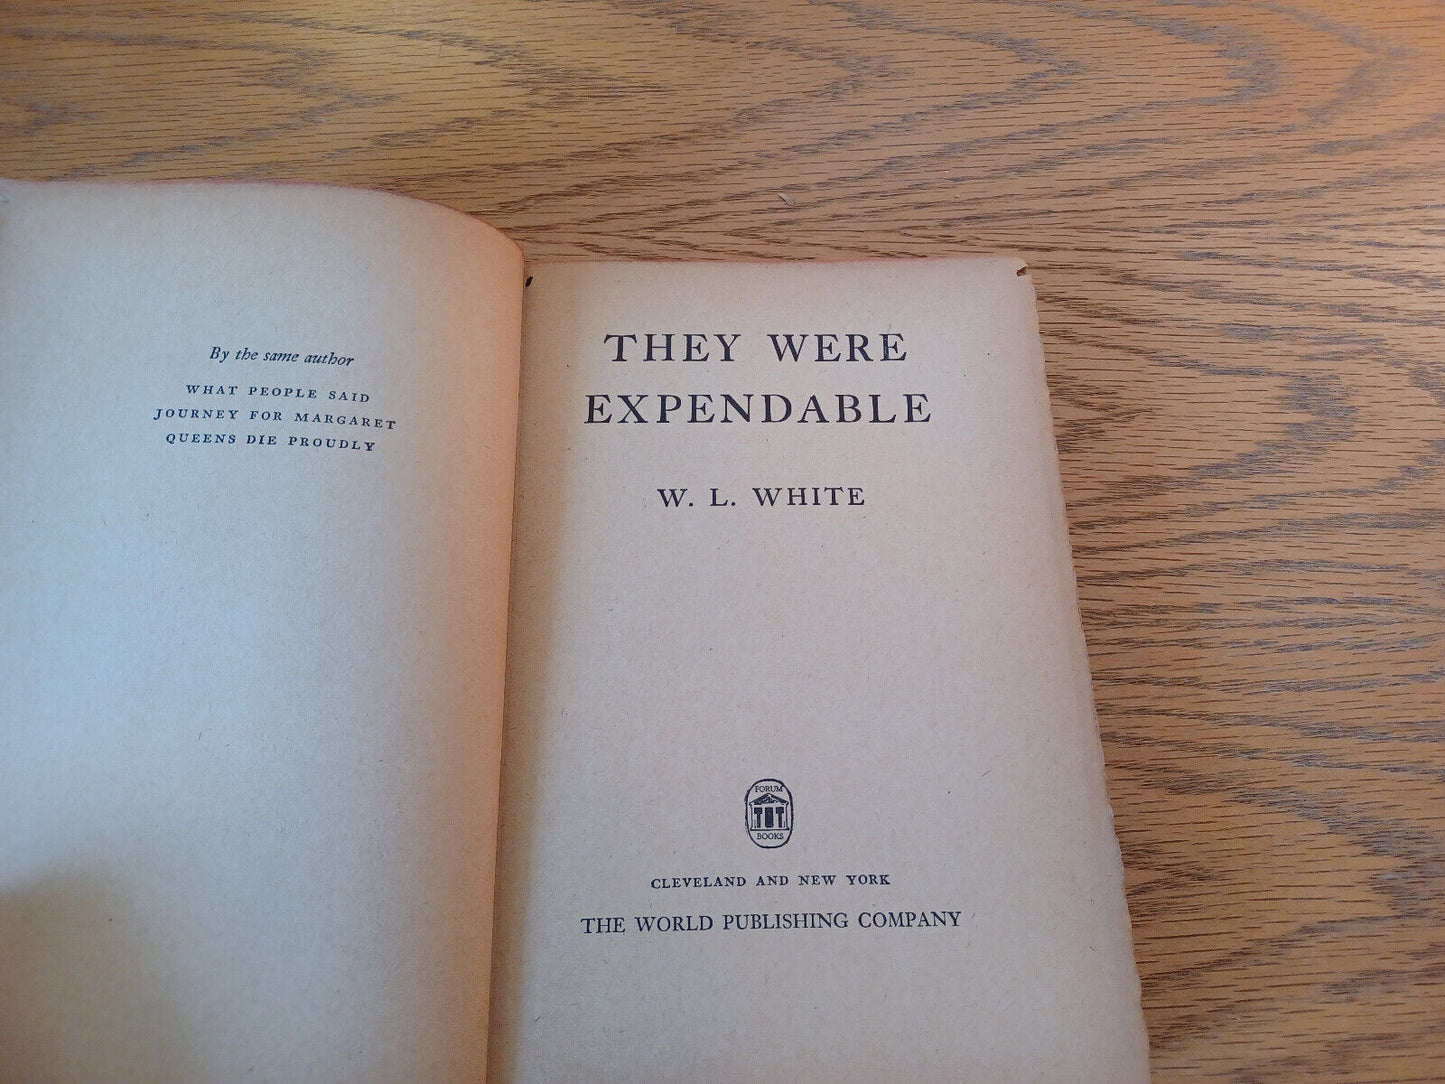 By the same author
WHAT PEOPLE SAID
JOURNEY FOR MARGARET
QUEENS DIE PROUDLY
THEY WERE
EXPENDABLE
W. L. WHITE
FORUM
BOOKS
CLEVELAND AND NEW YORK
THE WORLD PUBLISHING COMPANY